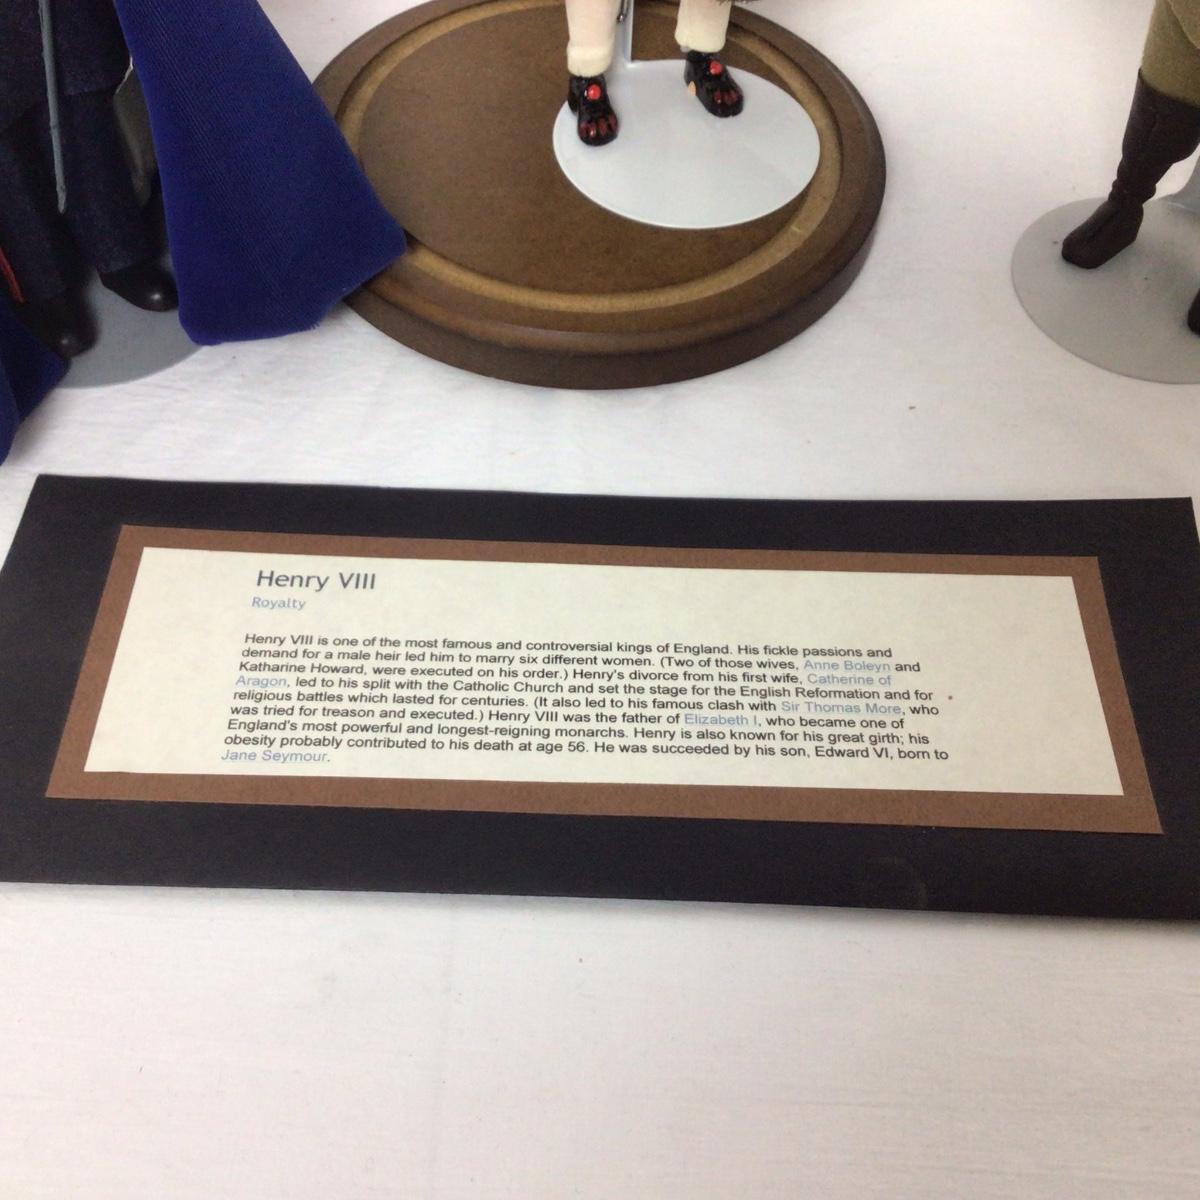 Henry VIII
Royalty
Henry VIII is one of the most famous and controversial kings of England. His fickle passions and
demand for a male heir led him to marry six different women. (Two of those wives, Anne Boleyn and
Katharine Howard, were executed on his order.) Henry's divorce from his first wife, Catherine of
Aragon, led to his split with the Catholic Church and set the stage for the English Reformation and for
religious battles which lasted for centuries. (It also led to his famous clash with Sir Thomas More, who
was tried for treason and executed.) Henry VIII was the father of Elizabeth I, who became one of
England's most powerful and longest-reigning monarchs. Henry is also known for his great girth; his
obesity probably contributed to his death at age 56. He was succeeded by his son, Edward VI, born to
Jane Seymour.